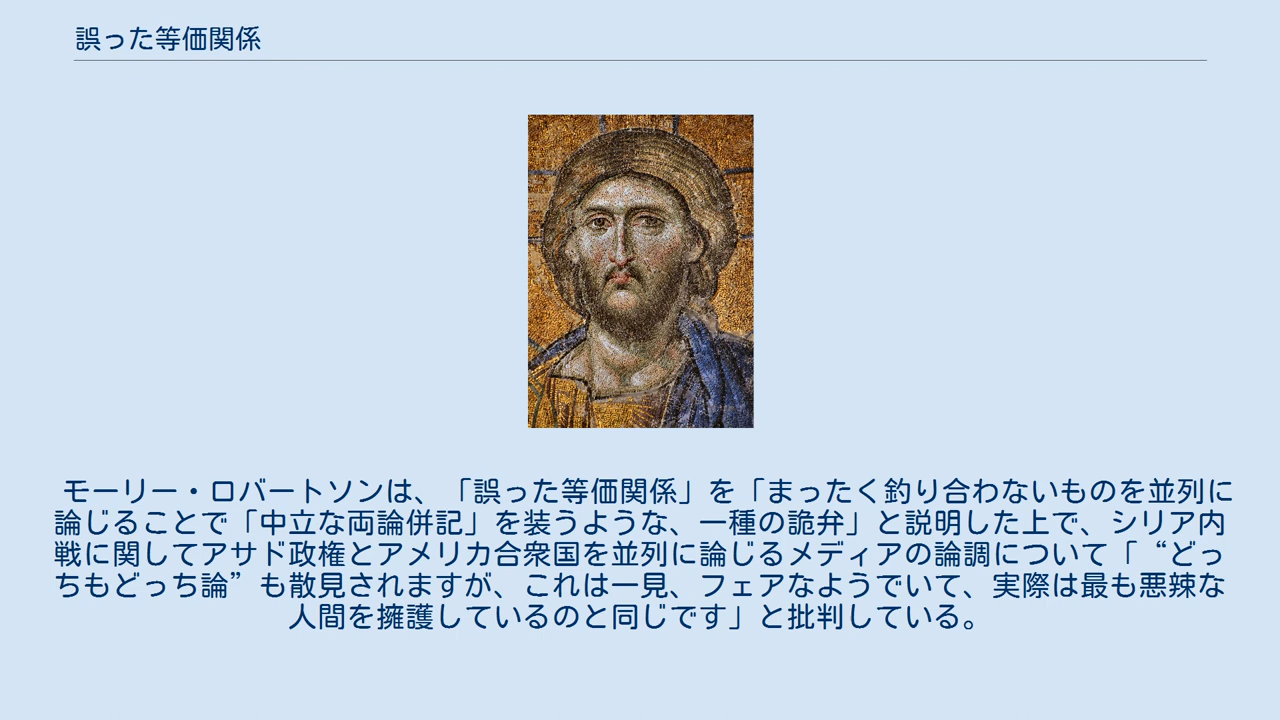 誤った等価関係
モーリー・ロバートソンは、「誤った等価関係」を「まったく釣り合わないものを並列に
論じることで「中立な両論併記」を装うような、一種の詭弁」と説明した上で、シリア内
戦に関してアサド政権とアメリカ合衆国を並列に論じるメディアの論調について「“どっ
ちもどっち論”も散見されますが、これは一見、フェアなようでいて、実際は最も悪辣な
人間を擁護しているのと同じです」と批判している。